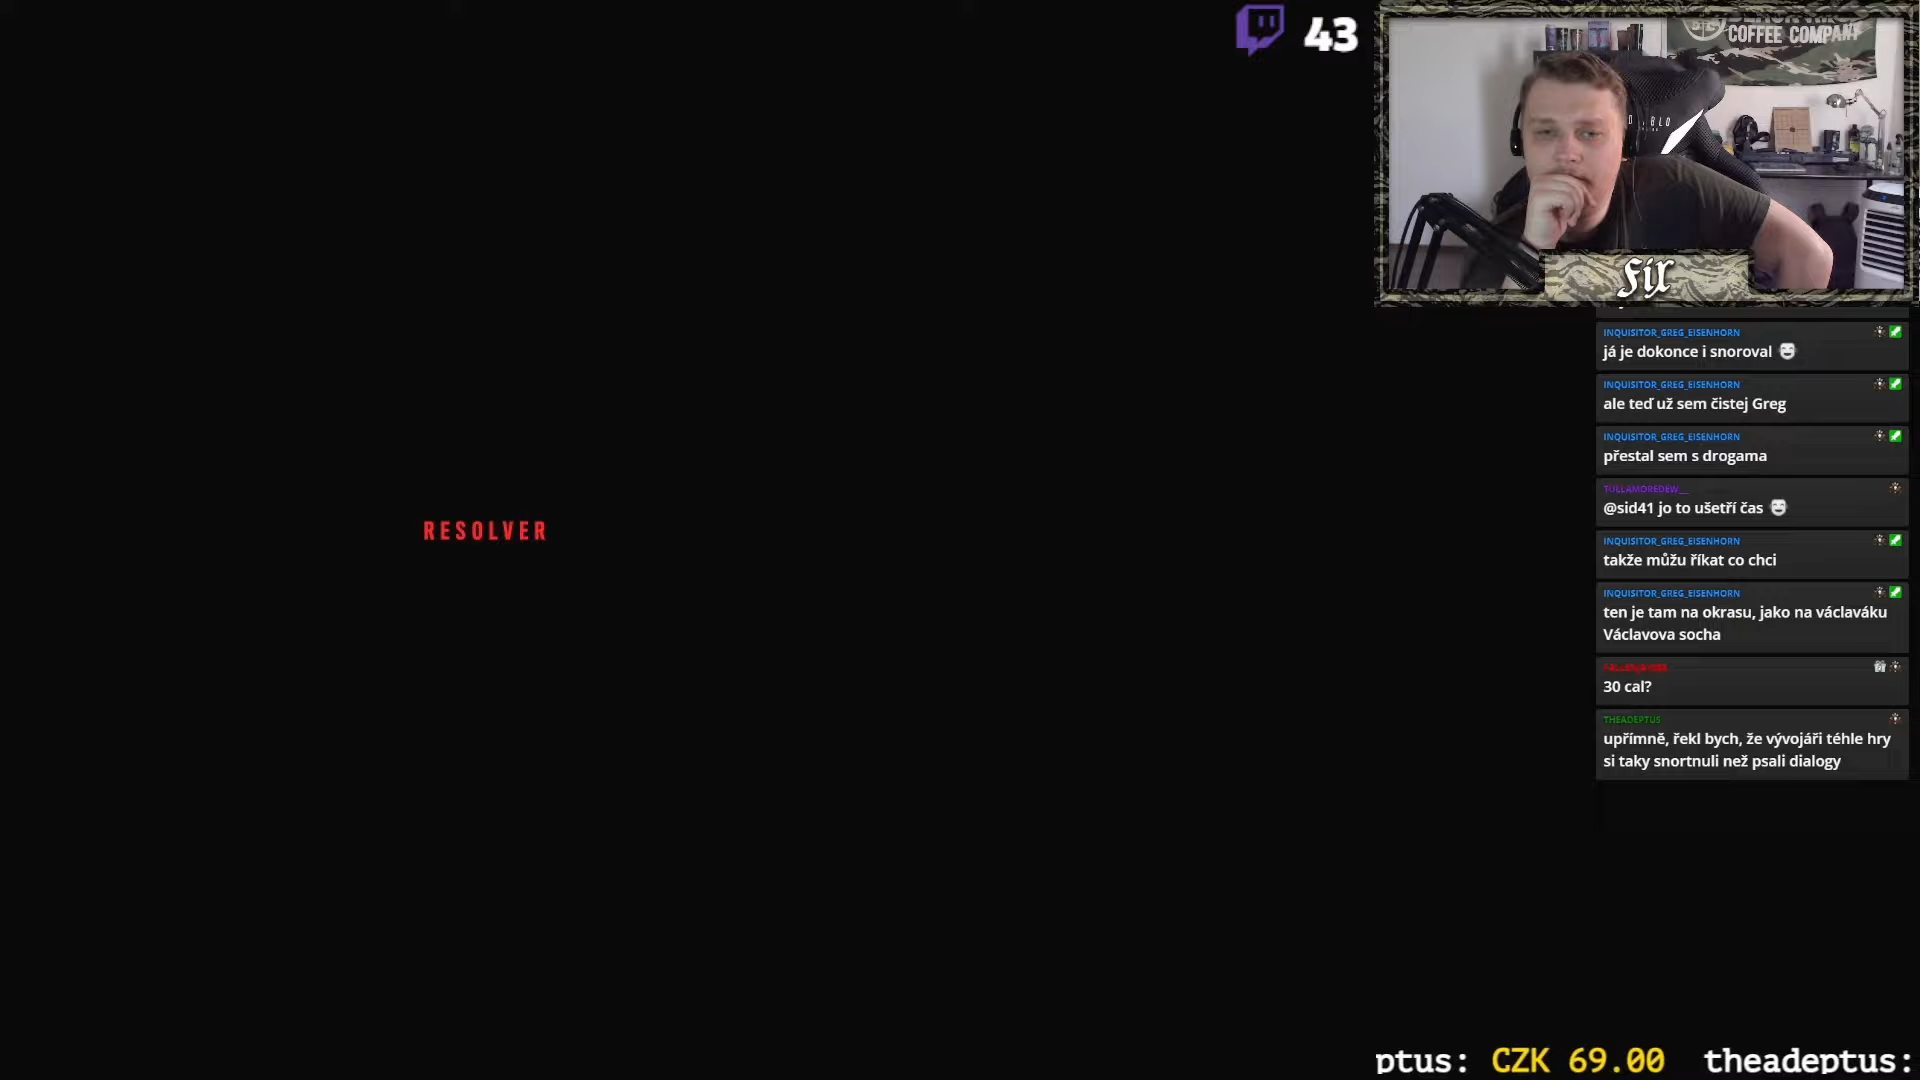 43
COFFEE COMPANY
Fix
INQUISITOR_GREG_EISENHORN
já je dokonce i snoroval
INQUISITOR_GREG_EISENHORN
ale teď už sem čistej Greg
INQUISITOR_GREG_EISENHORN
přestal sem s drogama
TULLAMOREDEW__
@sid41 jo to ušetří čas
INQUISITOR_GREG_EISENHORN
takže můžu říkat co chci
INQUISITOR_GREG_EISENHORN
ten je tam na okrasu, jako na václaváku
Václavova socha
30 cal?
THEADEPTUS
upřímně, řekl bych, že vývojáři téhle hry
si taky snortnuli než psali dialogy
RESOLVER
ptus: CZK 69.00 theadeptus: